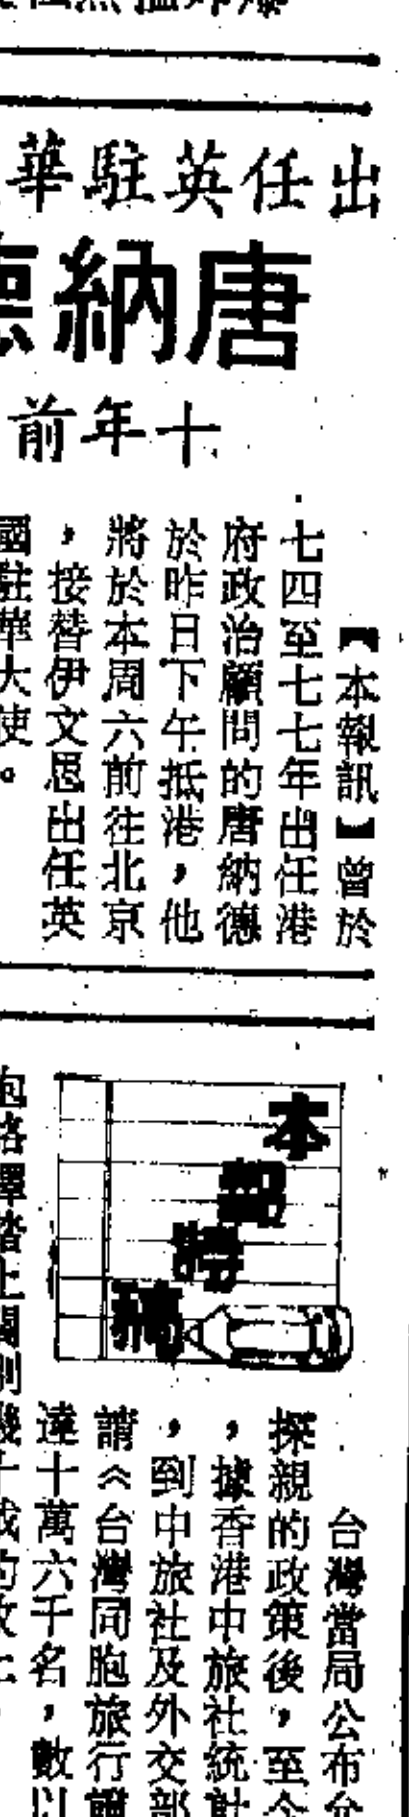 出任英駐華
唐納德
十年前
【本報訊】曾於
七四至七七年出任港
府政治顧問的唐納德
於昨日下午抵港，他
將於本周六前往北京
，接替伊文思出任英
國駐華大使。
本報特稿
台灣當局公布
探親的政策後，至今
，據香港中旅社統計
，到中旅社及外交部
請《台灣同胞旅行證
達十萬六千名，數以